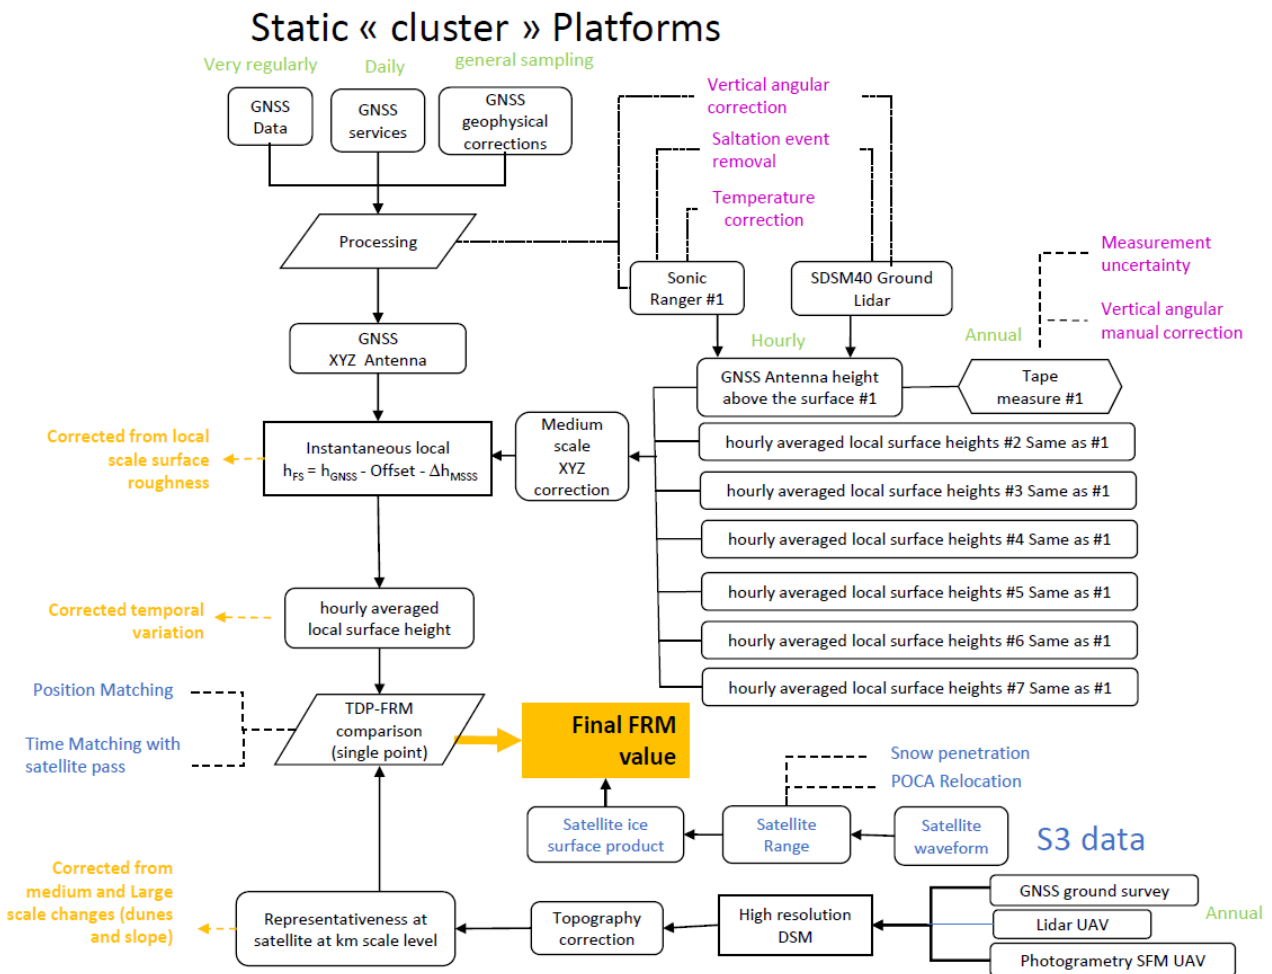 Static « cluster » Platforms
Very regularly
Daily
general sampling
GNSS
Data
GNSS
services
GNSS
geophysical
corrections
Vertical angular
correction
Saltation event
removal
Temperature
correction
Processing
Sonic
Ranger #1
SDSM40 Ground
Lidar
Measurement
uncertainty
Vertical angular
manual correction
GNSS
XYZ Antenna
Hourly
Annual
GNSS Antenna height
above the surface #1
Tape
measure #1
Corrected from local
scale surface
roughness
Instantaneous local
hFS = hGNSS - Offset - ΔhMSSS
Medium
scale
XYZ
correction
hourly averaged local surface heights #2 Same as #1
hourly averaged local surface heights #3 Same as #1
hourly averaged local surface heights #4 Same as #1
hourly averaged local surface heights #5 Same as #1
hourly averaged local surface heights #6 Same as #1
hourly averaged local surface heights #7 Same as #1
Corrected temporal
variation
hourly averaged
local surface height
Position Matching
Time Matching with
satellite pass
TDP-FRM
comparison
(single point)
Final FRM
value
Snow penetration
POCA Relocation
Satellite ice
surface product
Satellite
Range
Satellite
waveform
S3 data
Corrected from
medium and Large
scale changes (dunes
and slope)
Representativeness at
satellite at km scale level
Topography
correction
High resolution
DSM
GNSS ground survey
Lidar UAV
Photogrametry SFM UAV
Annual